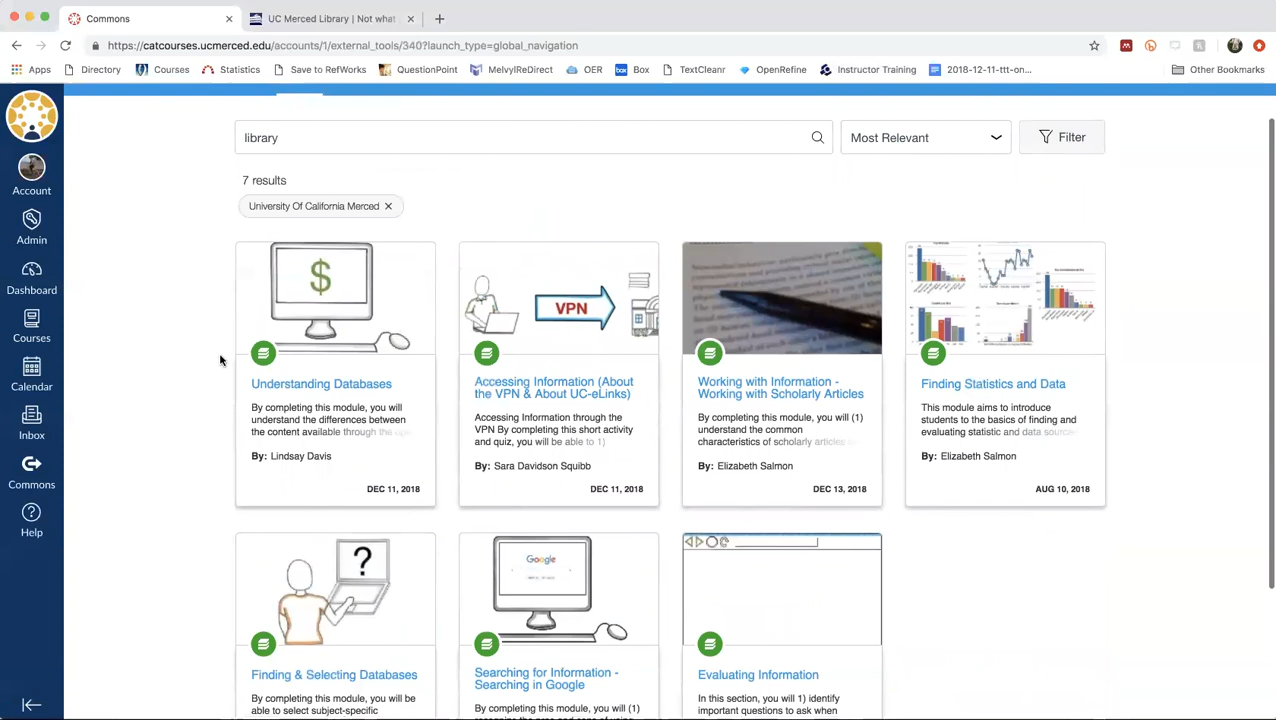 Commons
UC Merced Library | Not what
https://catcourses.ucmerced.edu/accounts/1/external_tools/340?launch_type=global_navigation
Apps
Directory
Courses
Statistics
Save to RefWorks
QuestionPoint
MelvylReDirect
OER
Box
TextCleanr
OpenRefine
Instructor Training
2018-12-11-ttt-on...
Other Bookmarks
Account
Admin
Dashboard
Courses
Calendar
Inbox
Commons
Help
library
Most Relevant
Filter
7 results
University Of California Merced
$
Understanding Databases
By completing this module, you will
understand the differences between
the content available through the
By: Lindsay Davis
DEC 11, 2018
VPN
Accessing Information (About
the VPN & About UC-eLinks)
Accessing Information through the
VPN By completing this short activity
and quiz, you will be able to 1)
By: Sara Davidson Squibb
DEC 11, 2018
Working with Information -
Working with Scholarly Articles
By completing this module, you will (1)
understand the common
characteristics of scholarly articles
By: Elizabeth Salmon
DEC 13, 2018
Finding Statistics and Data
This module aims to introduce
students to the basics of finding and
evaluating statistic and data sources
By: Elizabeth Salmon
AUG 10, 2018
?
Finding & Selecting Databases
By completing this module, you will be
able to select subject-specific
Google
Searching for Information -
Searching in Google
By completing this module, you will (1)
Evaluating Information
In this section, you will 1) identify
important questions to ask when